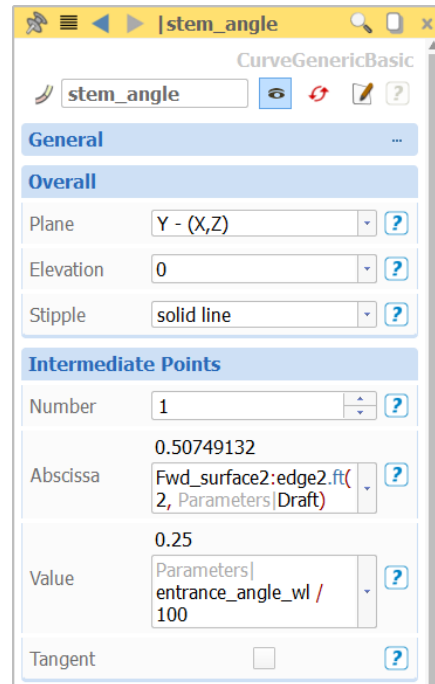 |stem_angle
CurveGenericBasic
stem_angle
General ...
Overall
Plane Y - (X,Z) ?
Elevation 0 ?
Stipple solid line ?
Intermediate Points
Number 1 ?
0.50749132
Abscissa Fwd_surface2:edge2.ft(
2, Parameters|Draft) ?
0.25
Value Parameters|
entrance_angle_wl /
100 ?
Tangent ?